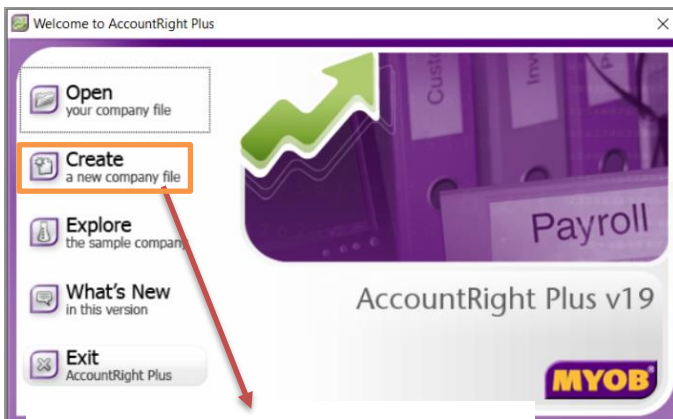 Welcome to AccountRight Plus
Open
your company file
Create
a new company file
Explore
the sample company
What's New
in this version
Exit
AccountRight Plus
Payroll
AccountRight Plus v19
MYOB